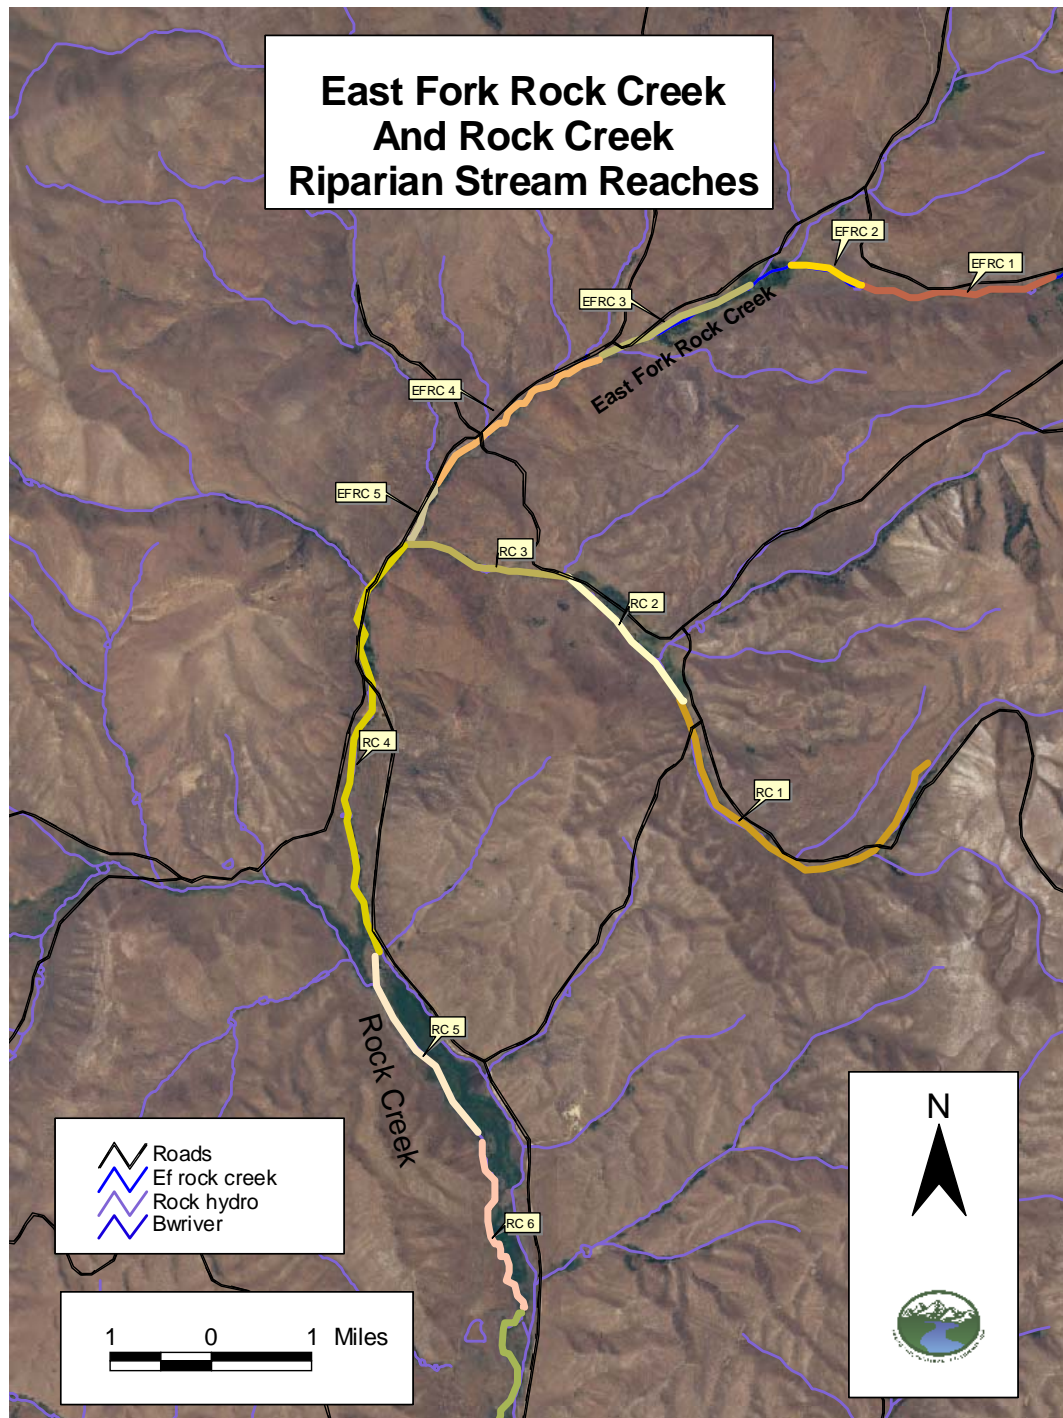 East Fork Rock Creek
And Rock Creek
Riparian Stream Reaches
EFRC 2
EFRC 1
EFRC 3
East Fork Rock Creek
EFRC 4
EFRC 5
RC 3
RC 2
RC 4
RC 1
RC 5
Rock Creek
RC 6
N
Roads
Ef rock creek
Rock hydro
Bwriver
1 0 1 Miles